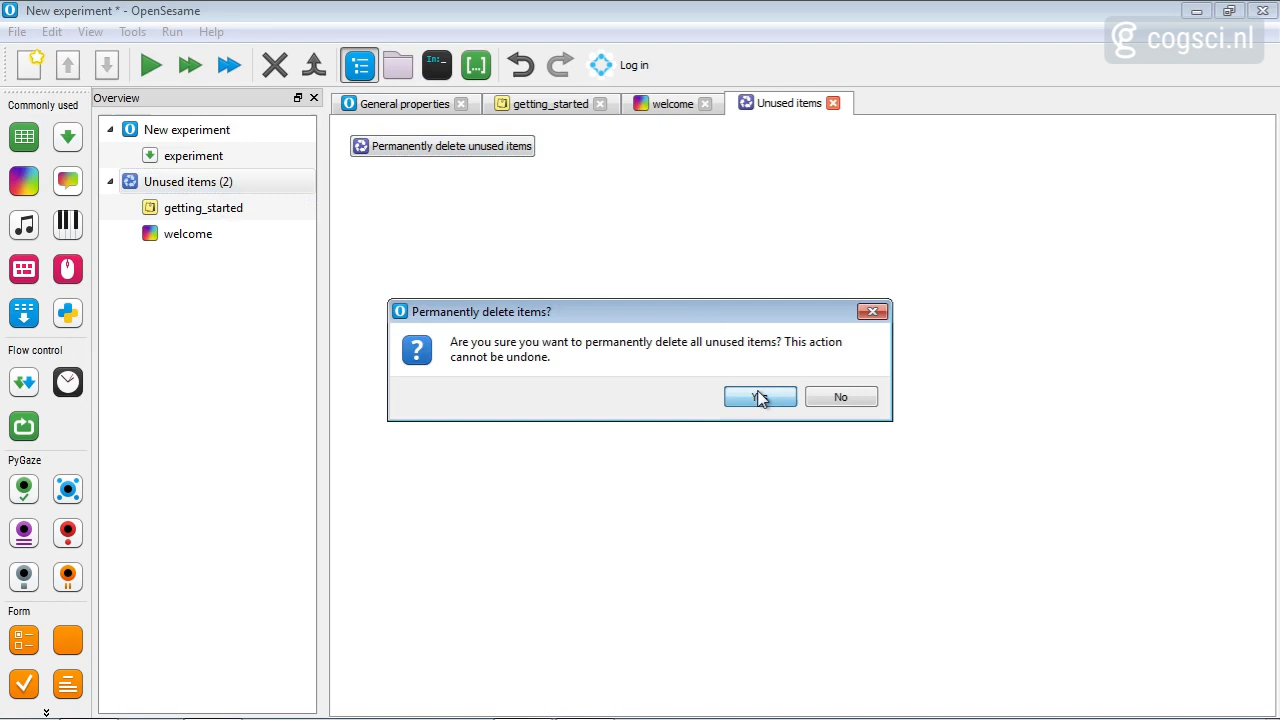 New experiment * - OpenSesame
cogsci.nl
File Edit View Tools Run Help
In:_
[...]
Log in
Commonly used
Overview
General properties
getting_started
welcome
Unused items
New experiment
experiment
Unused items (2)
getting_started
welcome
Permanently delete unused items
Permanently delete items?
Are you sure you want to permanently delete all unused items? This action
cannot be undone.
No
Flow control
PyGaze
Form